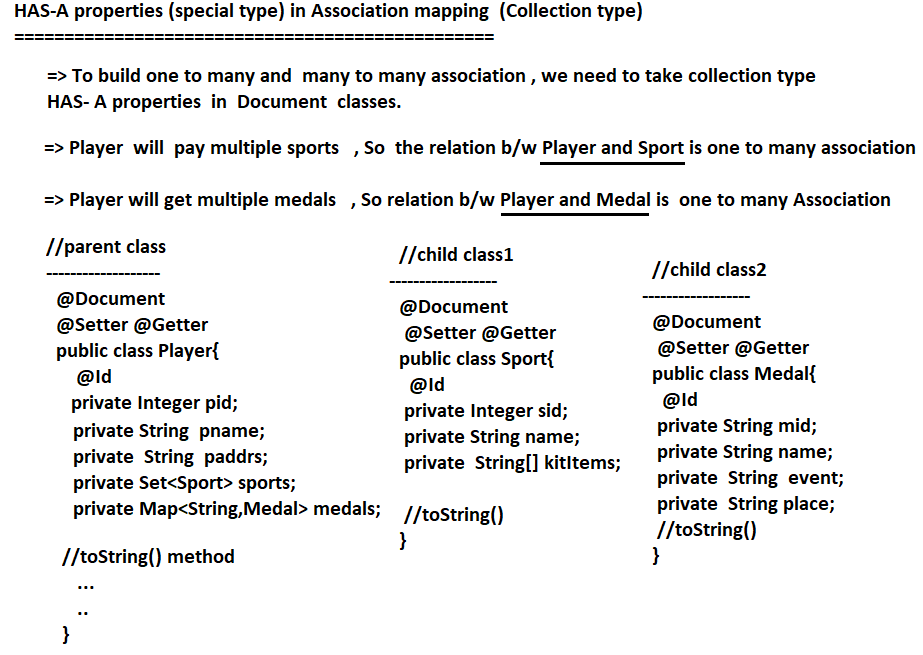 HAS-A properties (special type) in Association mapping (Collection type)
================================================
=> To build one to many and many to many association , we need to take collection type
HAS- A properties in Document classes.
=> Player will pay multiple sports , So the relation b/w Player and Sport is one to many association
=> Player will get multiple medals , So relation b/w Player and Medal is one to many Association
//parent class
-------------------
@Document
@Setter @Getter
public class Player{
@Id
private Integer pid;
private String pname;
private String paddrs;
private Set<Sport> sports;
private Map<String,Medal> medals;
//toString() method
...
..
}
//child class1
------------------
@Document
@Setter @Getter
public class Sport{
@Id
private Integer sid;
private String name;
private String[] kitItems;
//toString()
}
//child class2
------------------
@Document
@Setter @Getter
public class Medal{
@Id
private String mid;
private String name;
private String event;
private String place;
//toString()
}